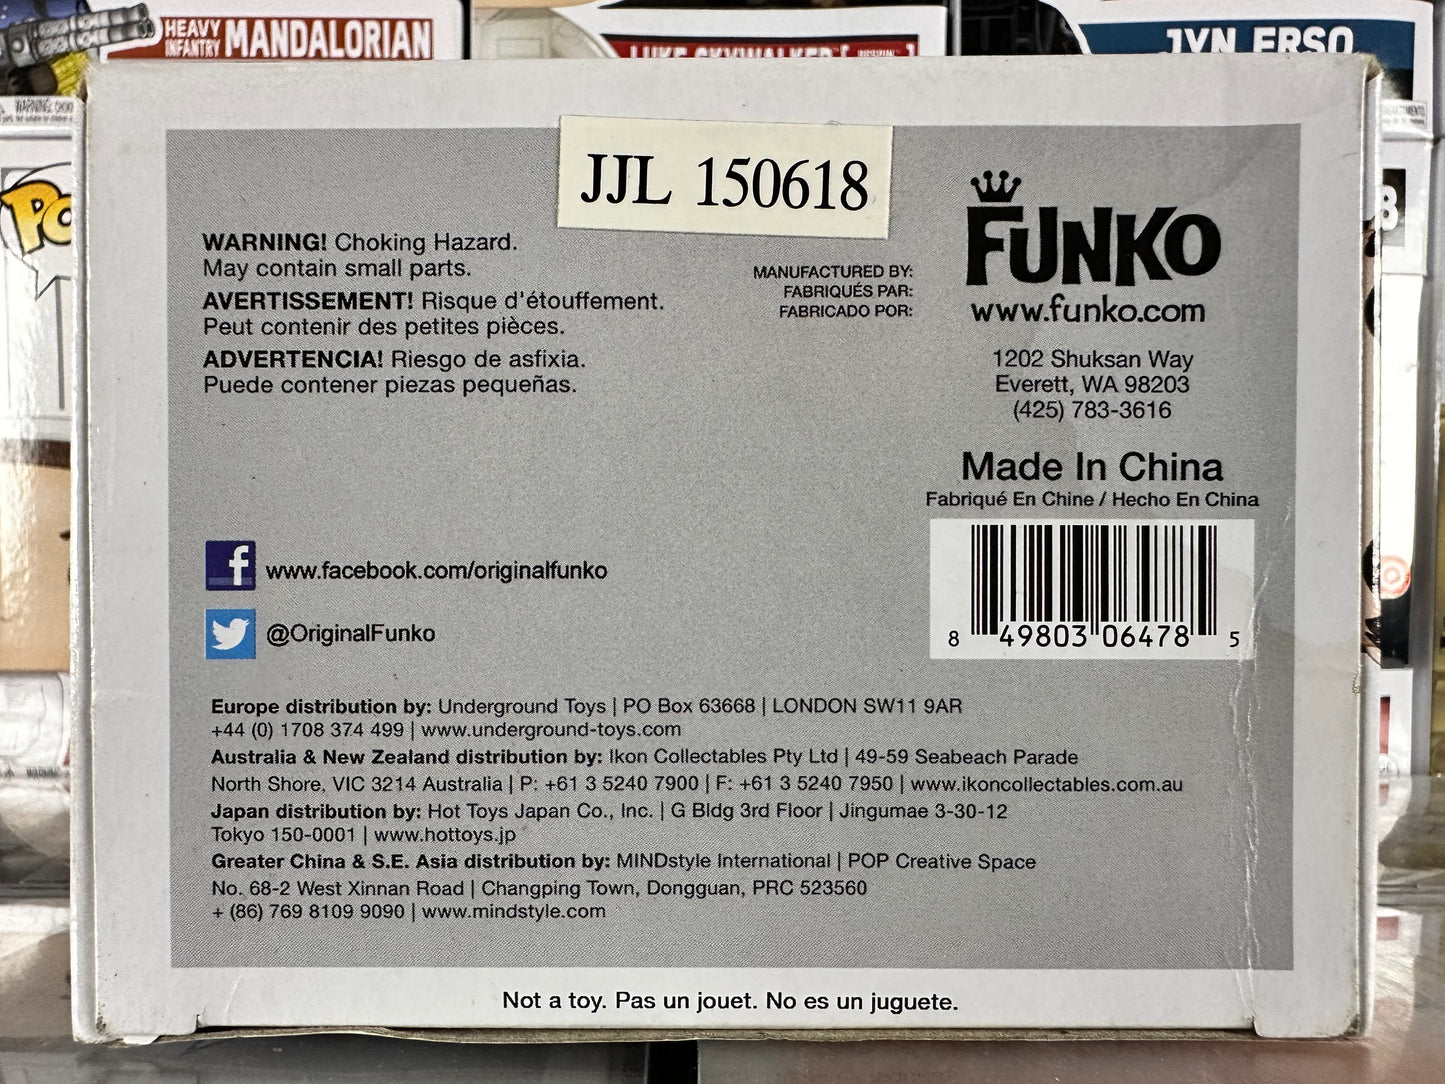 HEAVY
INFANTRY MANDALORIAN
LUKE SKYWALKER
JYN ERSO
JJL 150618
WARNING! Choking Hazard.
May contain small parts.
AVERTISSEMENT! Risque d'étouffement.
Peut contenir des petites pièces.
ADVERTENCIA! Riesgo de asfixia.
Puede contener piezas pequeñas.
MANUFACTURED BY:
FABRIQUÉS PAR:
FABRICADO POR:
FUNKO
www.funko.com
1202 Shuksan Way
Everett, WA 98203
(425) 783-3616
Made In China
Fabriqué En Chine / Hecho En China
8 49803 06478 5
www.facebook.com/originalfunko
@OriginalFunko
Europe distribution by: Underground Toys | PO Box 63668 | LONDON SW11 9AR
+44 (0) 1708 374 499 | www.underground-toys.com
Australia & New Zealand distribution by: Ikon Collectables Pty Ltd | 49-59 Seabeach Parade
North Shore, VIC 3214 Australia | P: +61 3 5240 7900 | F: +61 3 5240 7950 | www.ikoncollectables.com.au
Japan distribution by: Hot Toys Japan Co., Inc. | G Bldg 3rd Floor | Jingumae 3-30-12
Tokyo 150-0001 | www.hottoys.jp
Greater China & S.E. Asia distribution by: MINDstyle International | POP Creative Space
No. 68-2 West Xinnan Road | Changping Town, Dongguan, PRC 523560
+ (86) 769 8109 9090 | www.mindstyle.com
Not a toy. Pas un jouet. No es un juguete.